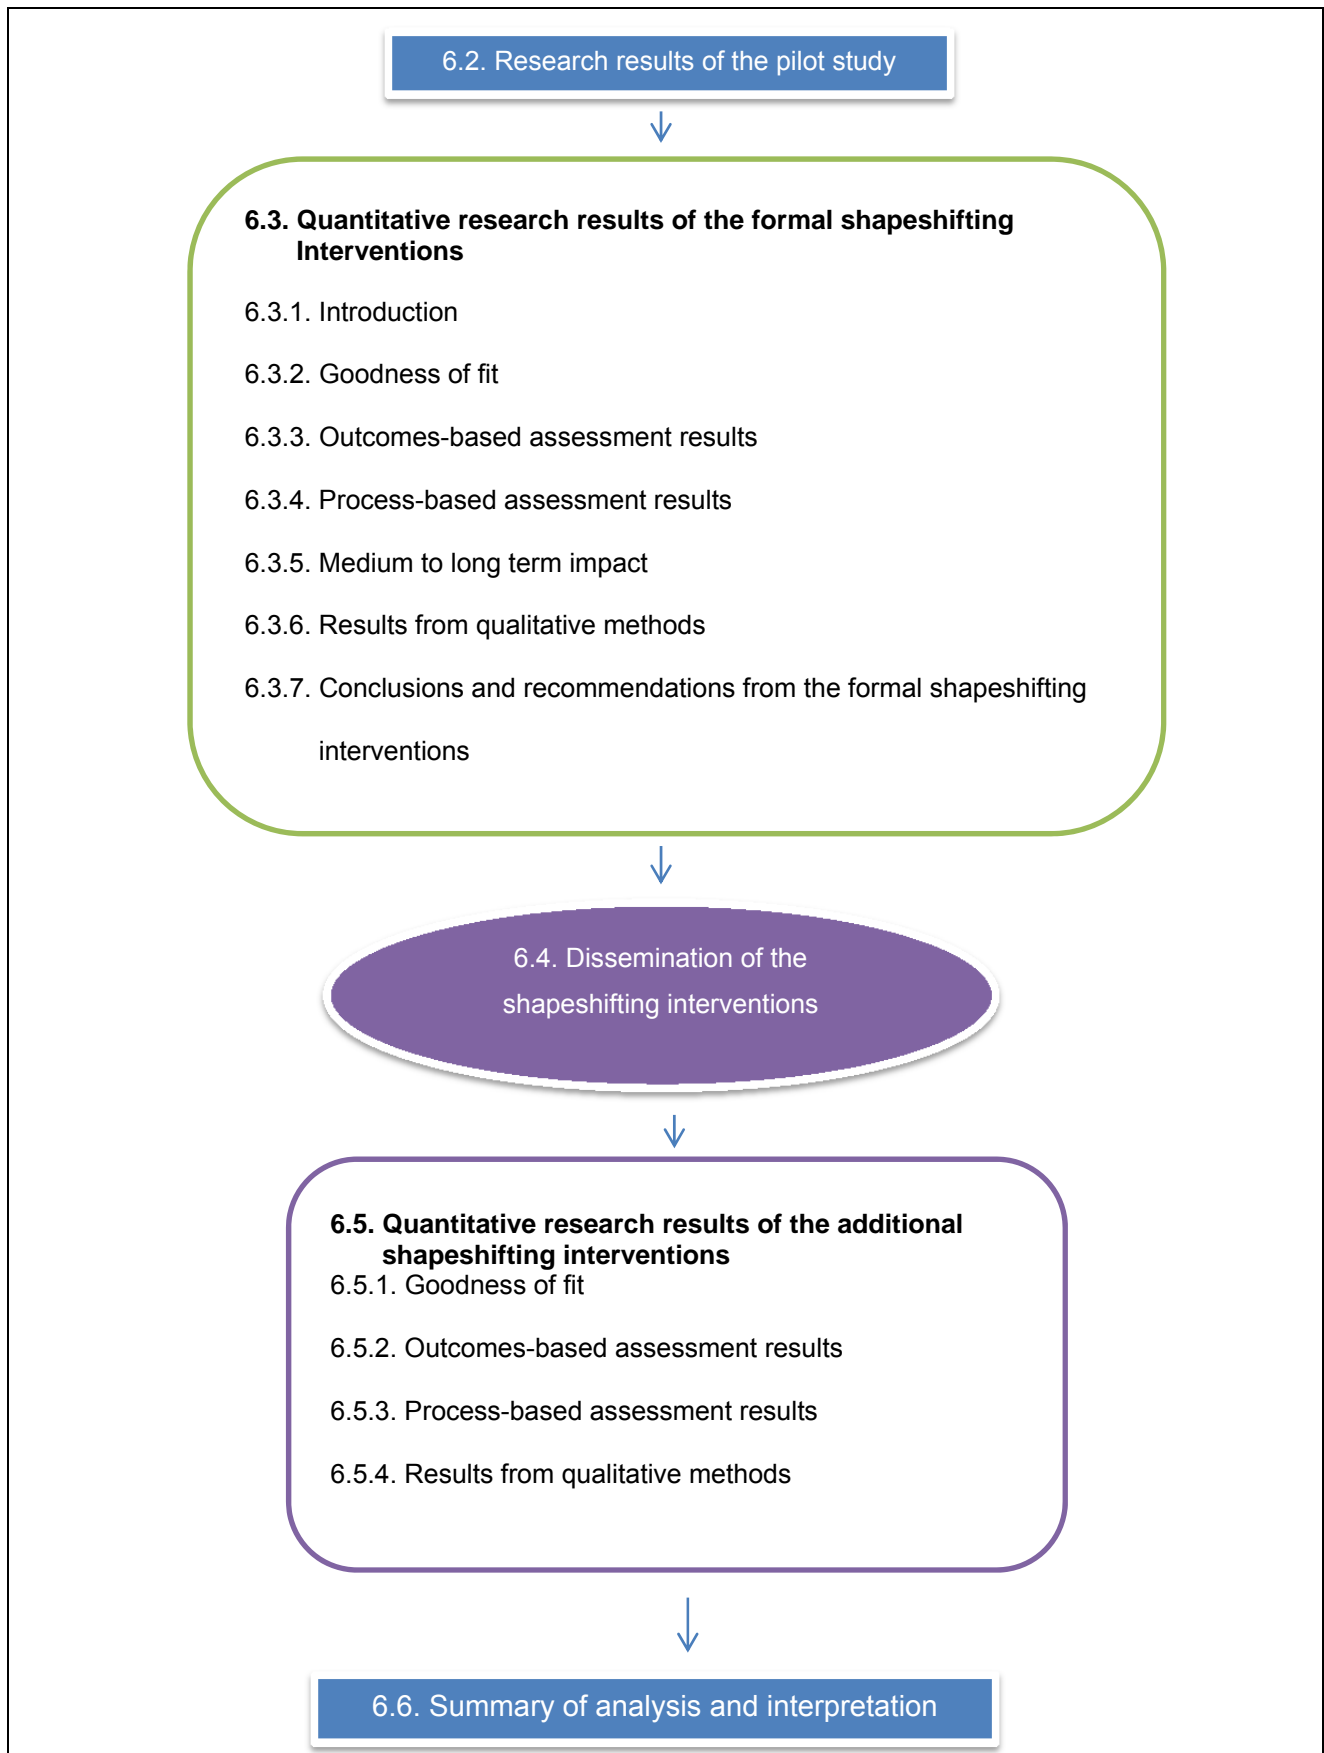 6.2. Research results of the pilot study
6.3. Quantitative research results of the formal shapeshifting
Interventions
6.3.1. Introduction
6.3.2. Goodness of fit
6.3.3. Outcomes-based assessment results
6.3.4. Process-based assessment results
6.3.5. Medium to long term impact
6.3.6. Results from qualitative methods
6.3.7. Conclusions and recommendations from the formal shapeshifting
interventions
6.4. Dissemination of the
shapeshifting interventions
6.5. Quantitative research results of the additional
shapeshifting interventions
6.5.1. Goodness of fit
6.5.2. Outcomes-based assessment results
6.5.3. Process-based assessment results
6.5.4. Results from qualitative methods
6.6. Summary of analysis and interpretation